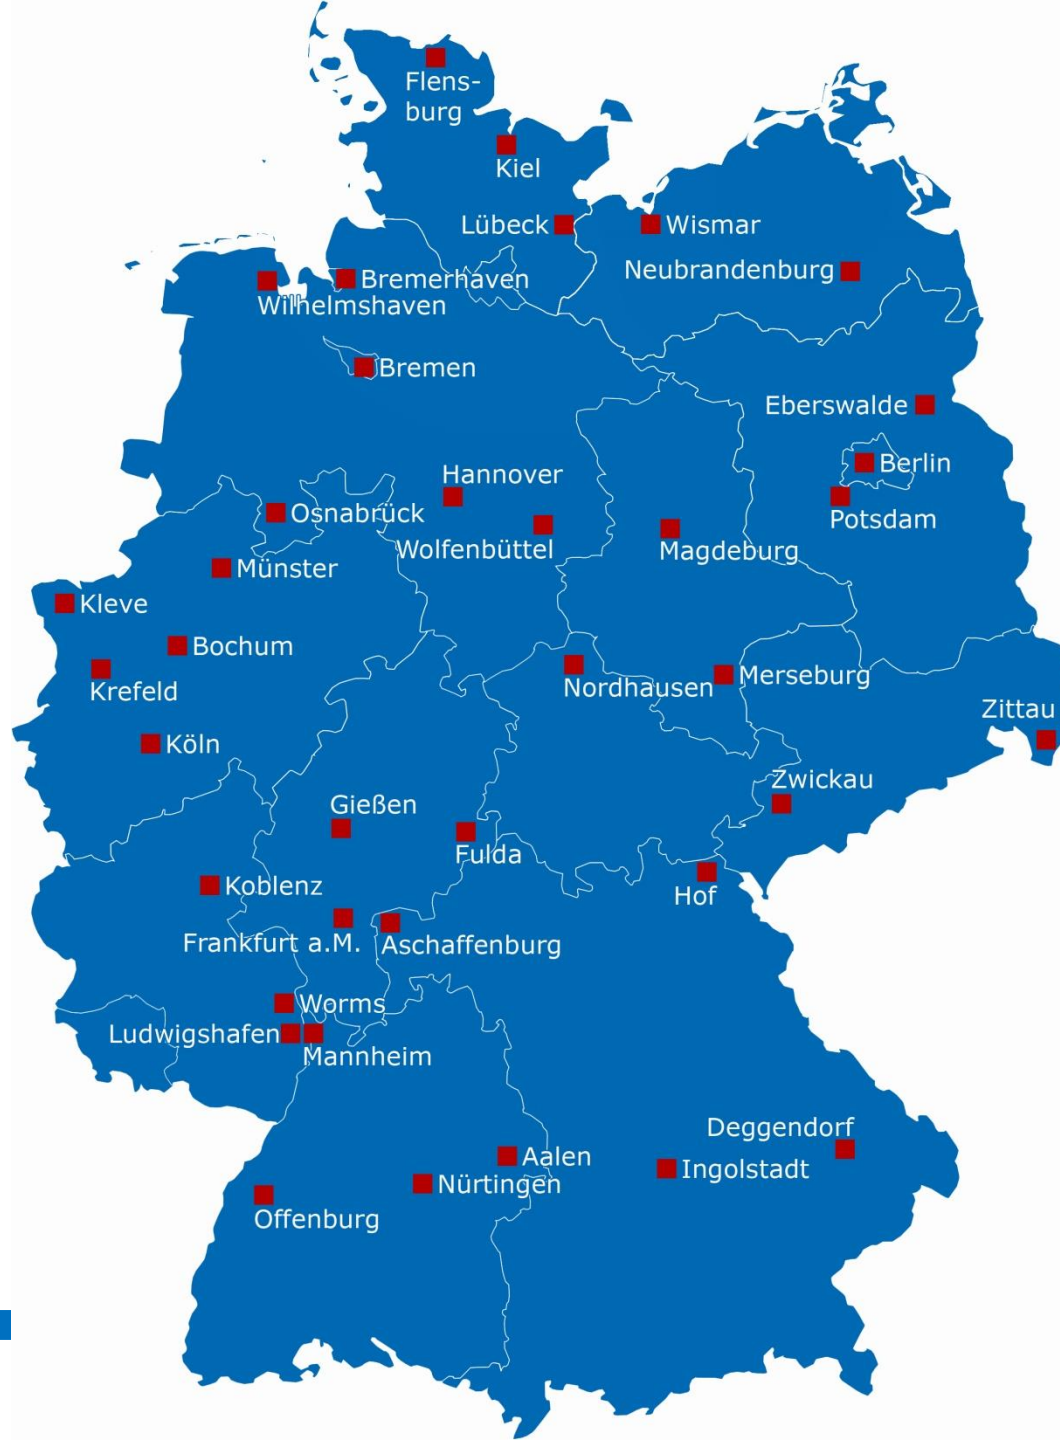 Flens-
burg
Kiel
Lübeck
Wismar
Neubrandenburg
Bremerhaven
Wilhelmshaven
Bremen
Eberswalde
Berlin
Hannover
Potsdam
Osnabrück
Wolfenbüttel
Magdeburg
Münster
Kleve
Bochum
Krefeld
Nordhausen
Merseburg
Zittau
Köln
Zwickau
Gießen
Fulda
Koblenz
Hof
Frankfurt a.M.
Aschaffenburg
Worms
Ludwigshafen
Mannheim
Deggendorf
Aalen
Ingolstadt
Nürtingen
Offenburg